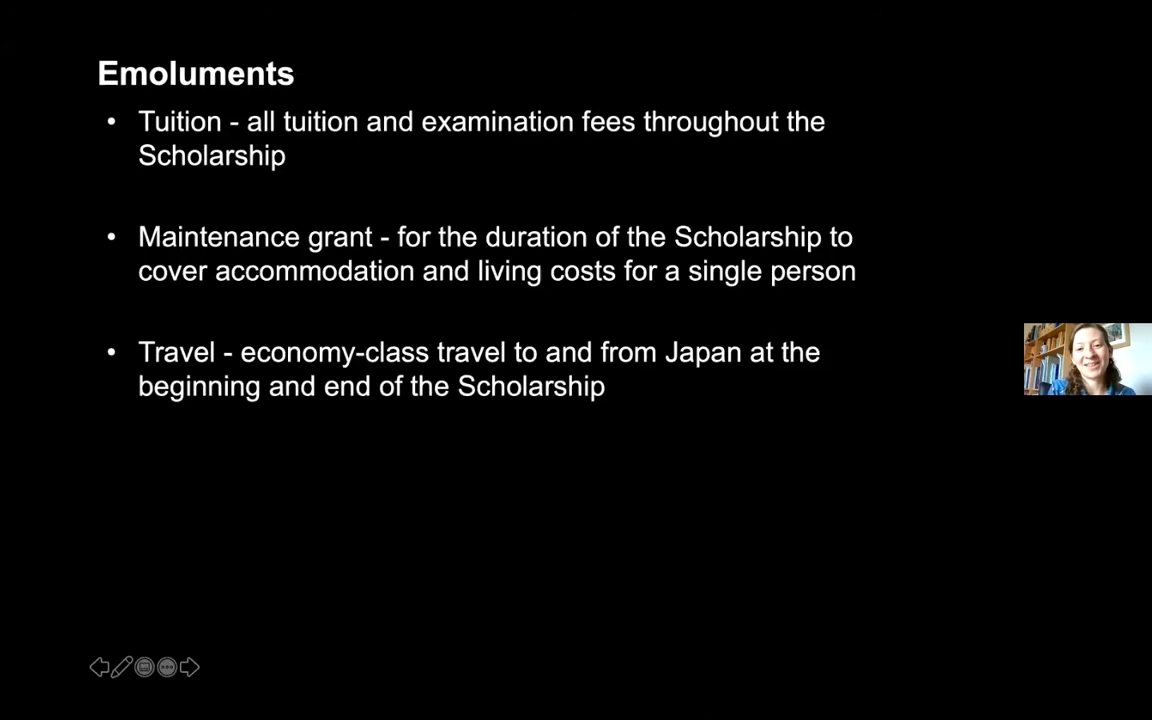 Emoluments
• Tuition - all tuition and examination fees throughout the
Scholarship
• Maintenance grant - for the duration of the Scholarship to
cover accommodation and living costs for a single person
• Travel - economy-class travel to and from Japan at the
beginning and end of the Scholarship